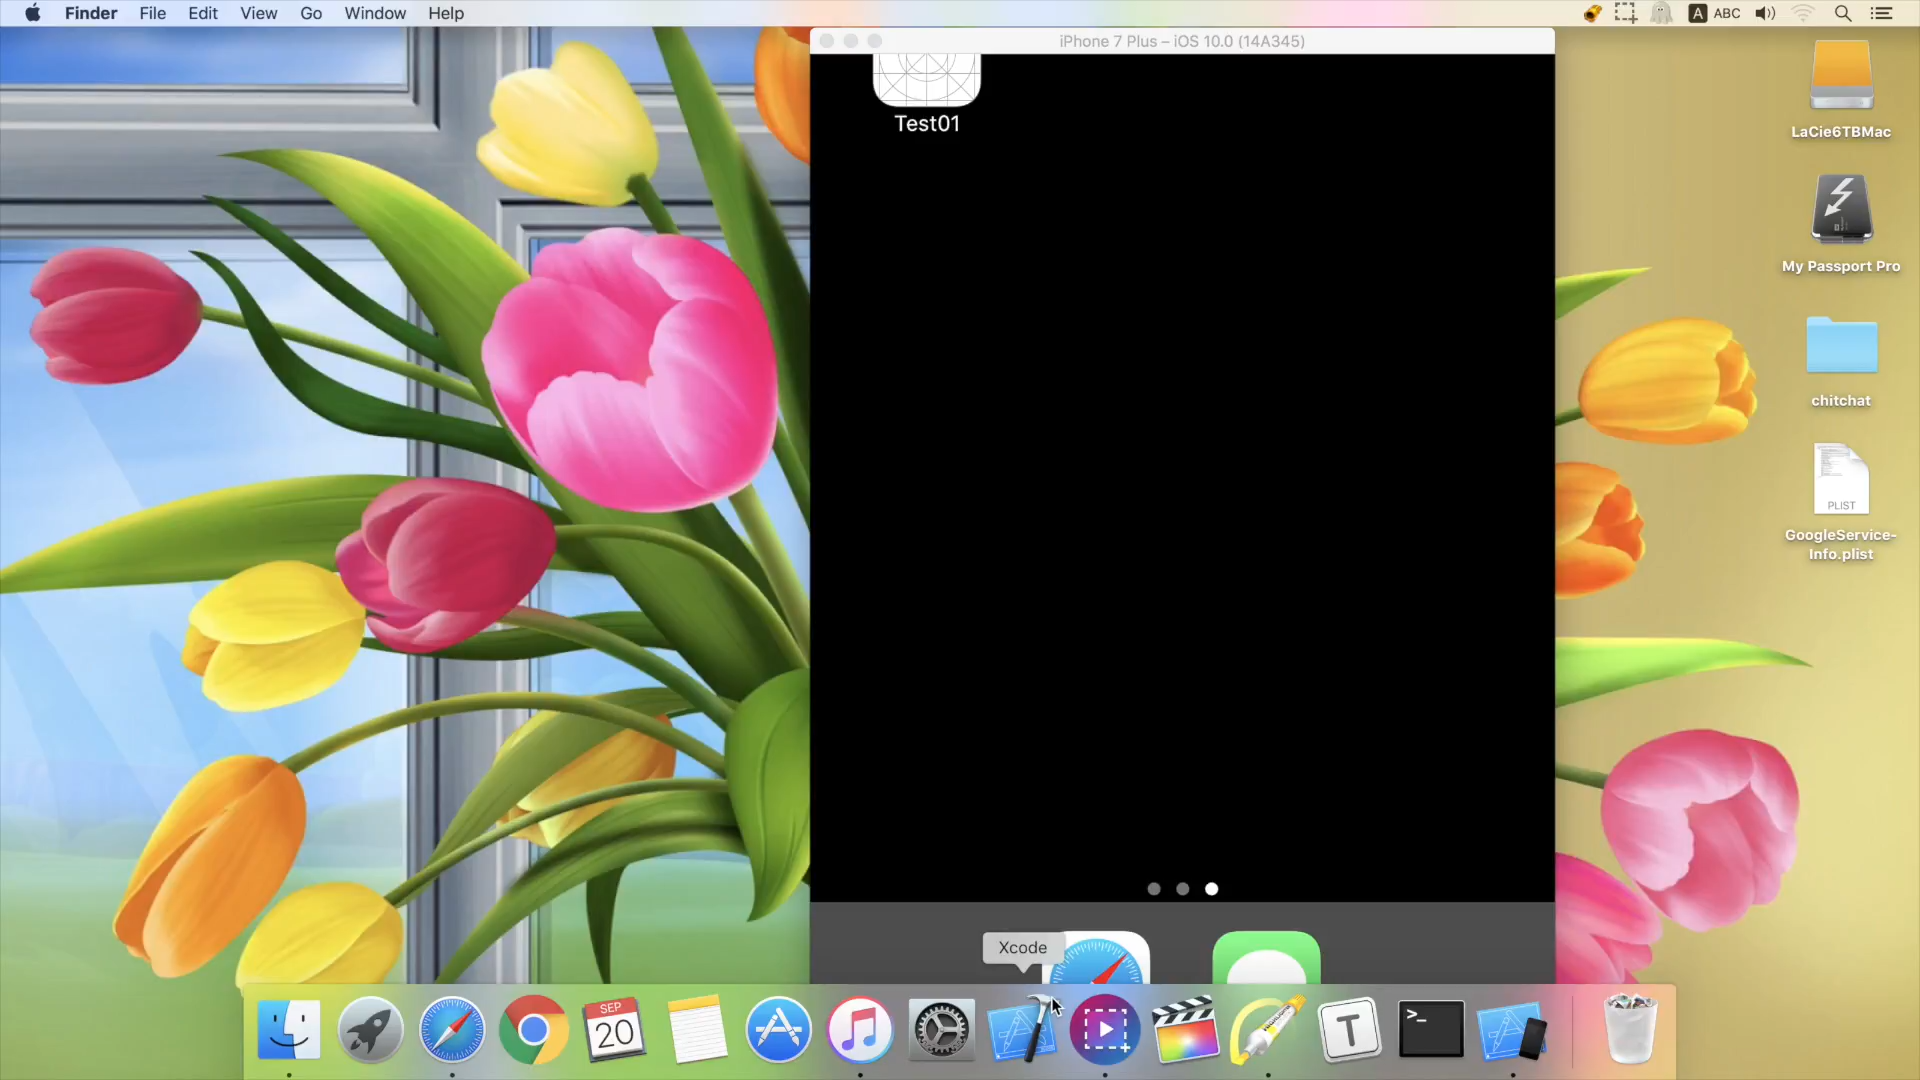 Finder File Edit View Go Window Help
A ABC
iPhone 7 Plus – iOS 10.0 (14A345)
Test01
LaCie6TBMac
My Passport Pro
chitchat
PLIST
GoogleService-
Info.plist
Xcode
SEP
20
T
>_